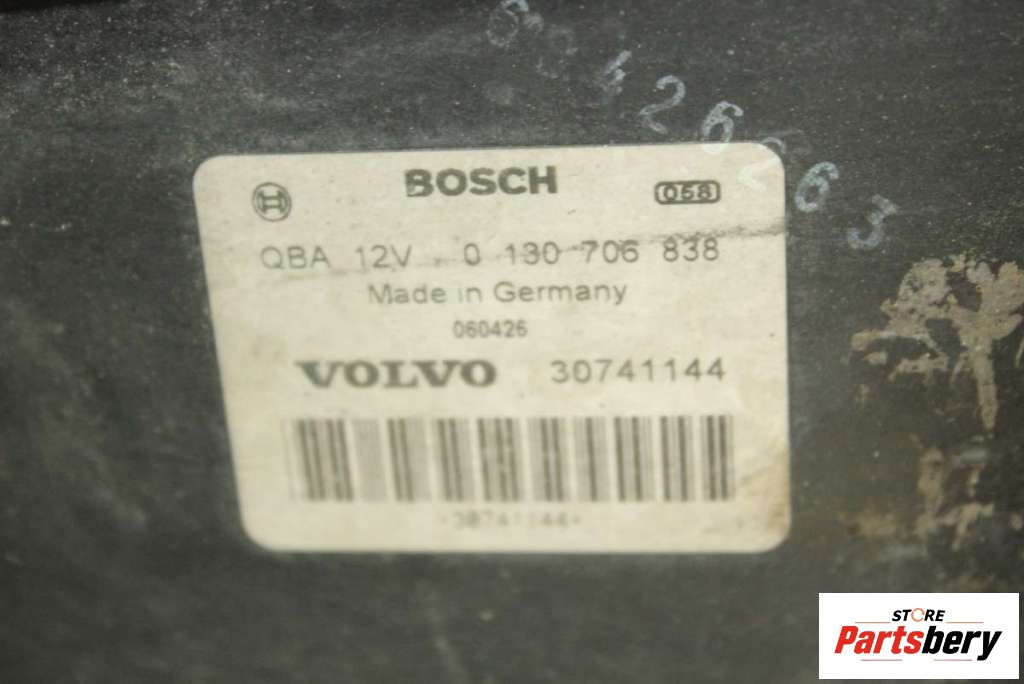 BOSCH
058
QBA 12V . 0 130 706 838
Made in Germany
060426
VOLVO 30741144
*30741144*
STORE
Partsbery